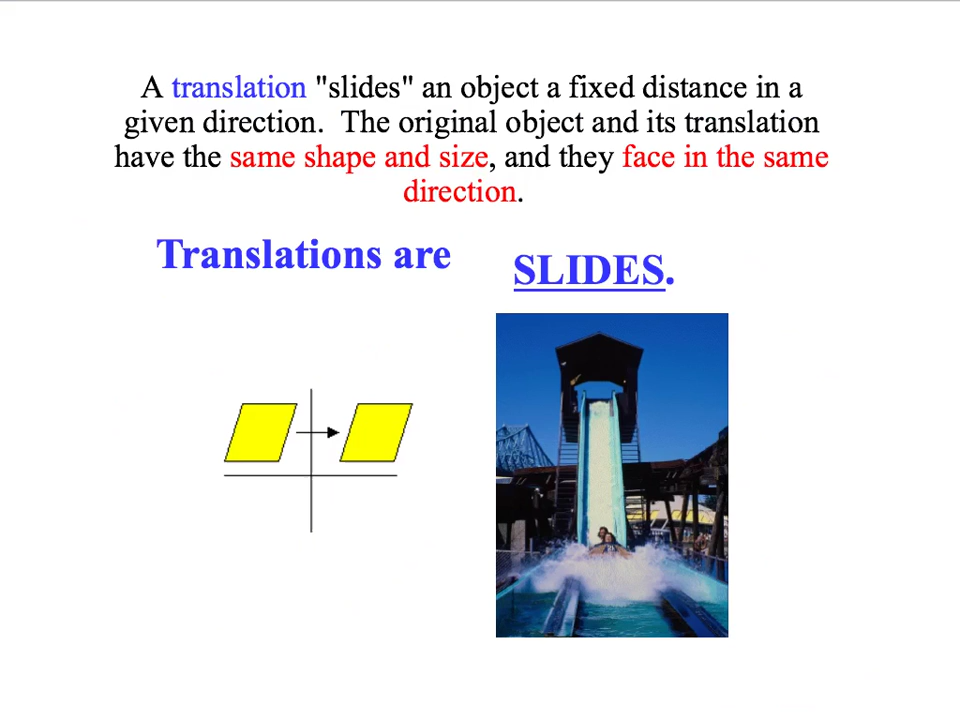 A translation "slides" an object a fixed distance in a
given direction.  The original object and its translation
have the same shape and size, and they face in the same
direction.
Translations are
SLIDES.